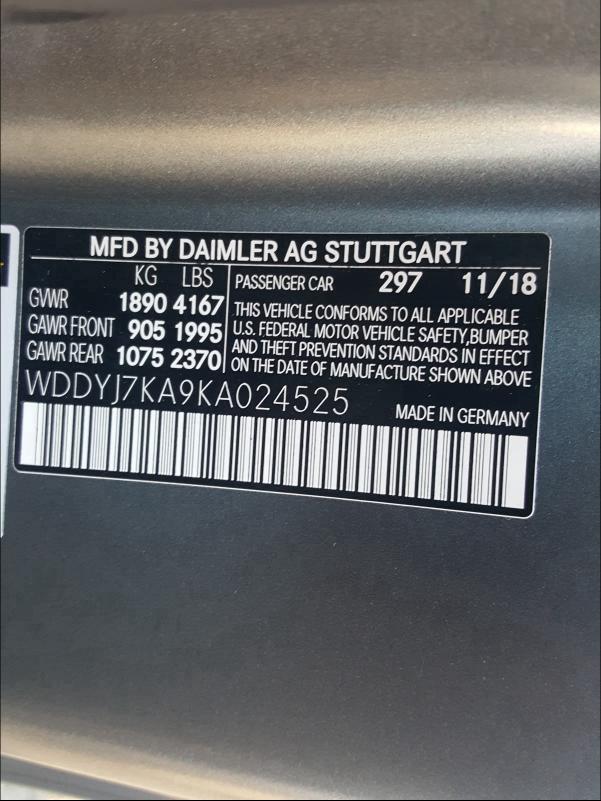 MFD BY DAIMLER AG STUTTGART
KG LBS
GVWR 1890 4167
GAWR FRONT 905 1995
GAWR REAR 1075 2370
PASSENGER CAR 297 11/18
THIS VEHICLE CONFORMS TO ALL APPLICABLE
U.S. FEDERAL MOTOR VEHICLE SAFETY,BUMPER
AND THEFT PREVENTION STANDARDS IN EFFECT
ON THE DATE OF MANUFACTURE SHOWN ABOVE
WDDYJ7KA9KA024525
MADE IN GERMANY